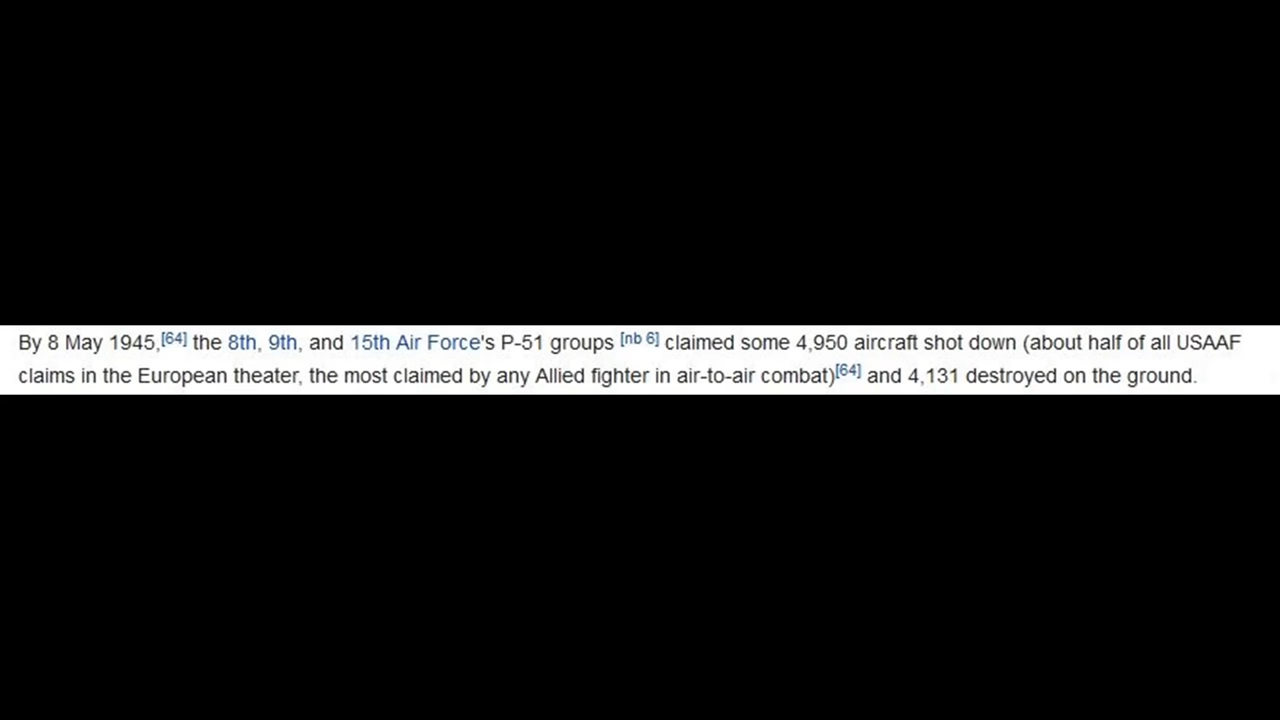 By 8 May 1945,[64] the 8th, 9th, and 15th Air Force's P-51 groups [nb 6] claimed some 4,950 aircraft shot down (about half of all USAAF
claims in the European theater, the most claimed by any Allied fighter in air-to-air combat)[64] and 4,131 destroyed on the ground.